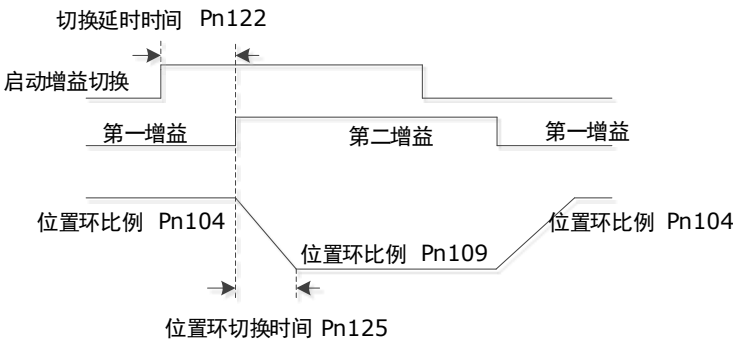 切换延时时间 Pn122
启动增益切换
第一增益
第二增益
第一增益
位置环比例 Pn104
位置环比例 Pn109
位置环比例 Pn104
位置环切换时间 Pn125